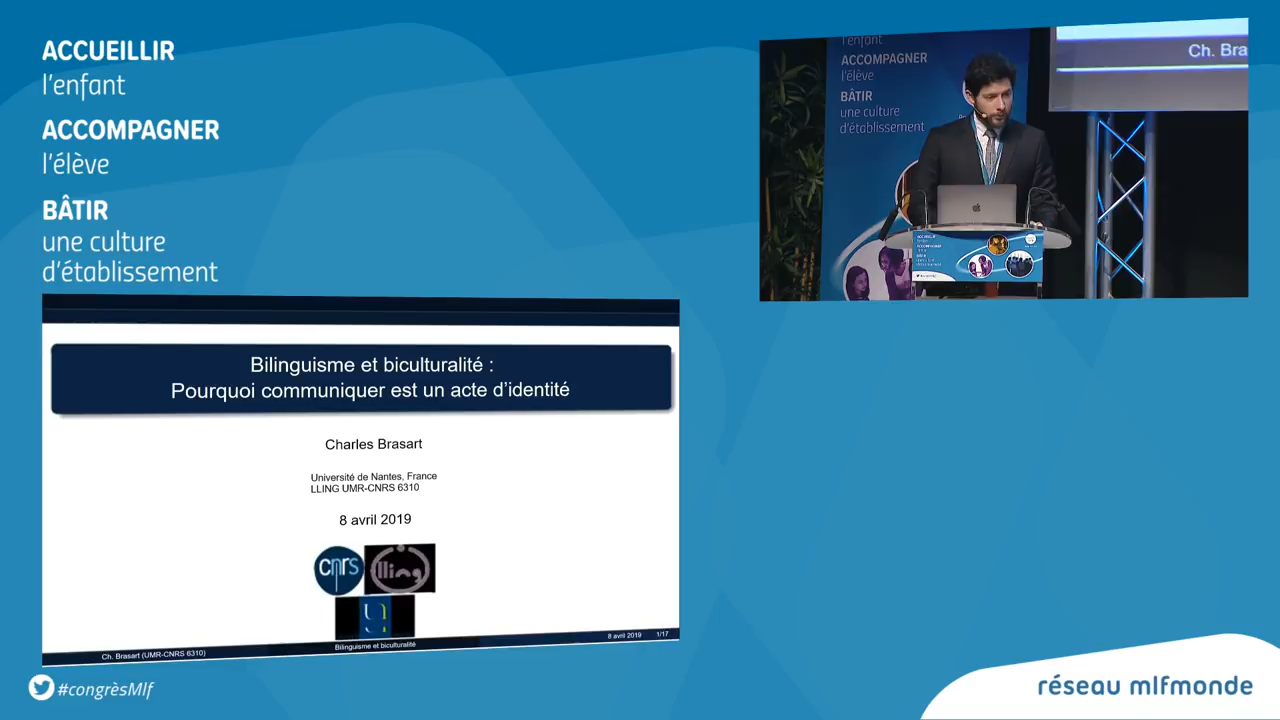 ACCUEILLIR
l'enfant
ACCOMPAGNER
l'élève
BÂTIR
une culture
d'établissement
Bilinguisme et biculturalité :
Pourquoi communiquer est un acte d'identité
Charles Brasart
Université de Nantes, France
LLING UMR-CNRS 6310
8 avril 2019
cnrs
lling
Ch. Brasart (UMR-CNRS 6310)
Bilinguisme et biculturalité
8 avril 2019
1/17
#congrèsMlf
l'enfant
ACCOMPAGNER
l'élève
BÂTIR
une culture
d'établissement
Ch. Bra
réseau mlfmonde